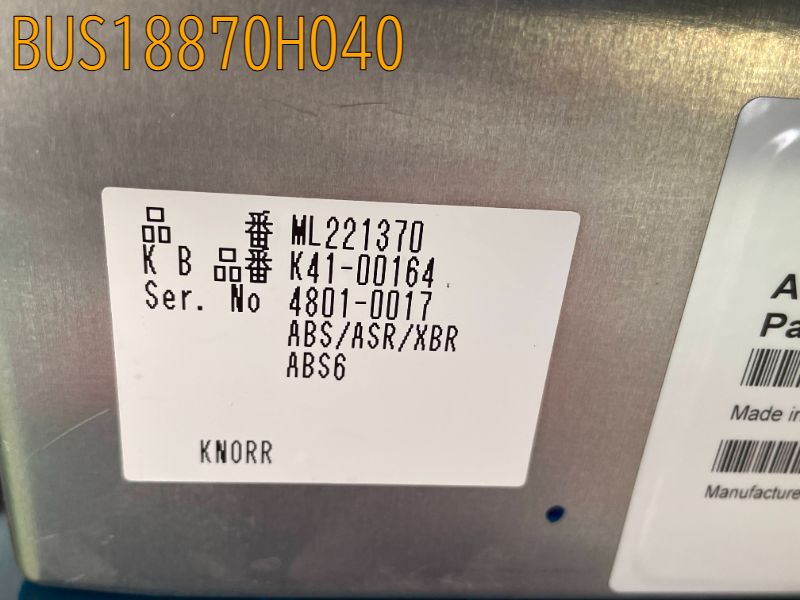 BUS18870H040
品 番 ML221370
K B 品番 K41-00164
Ser. No 4801-0017
ABS/ASR/XBR
ABS6
KNORR
A
Pa
Made in
Manufacture